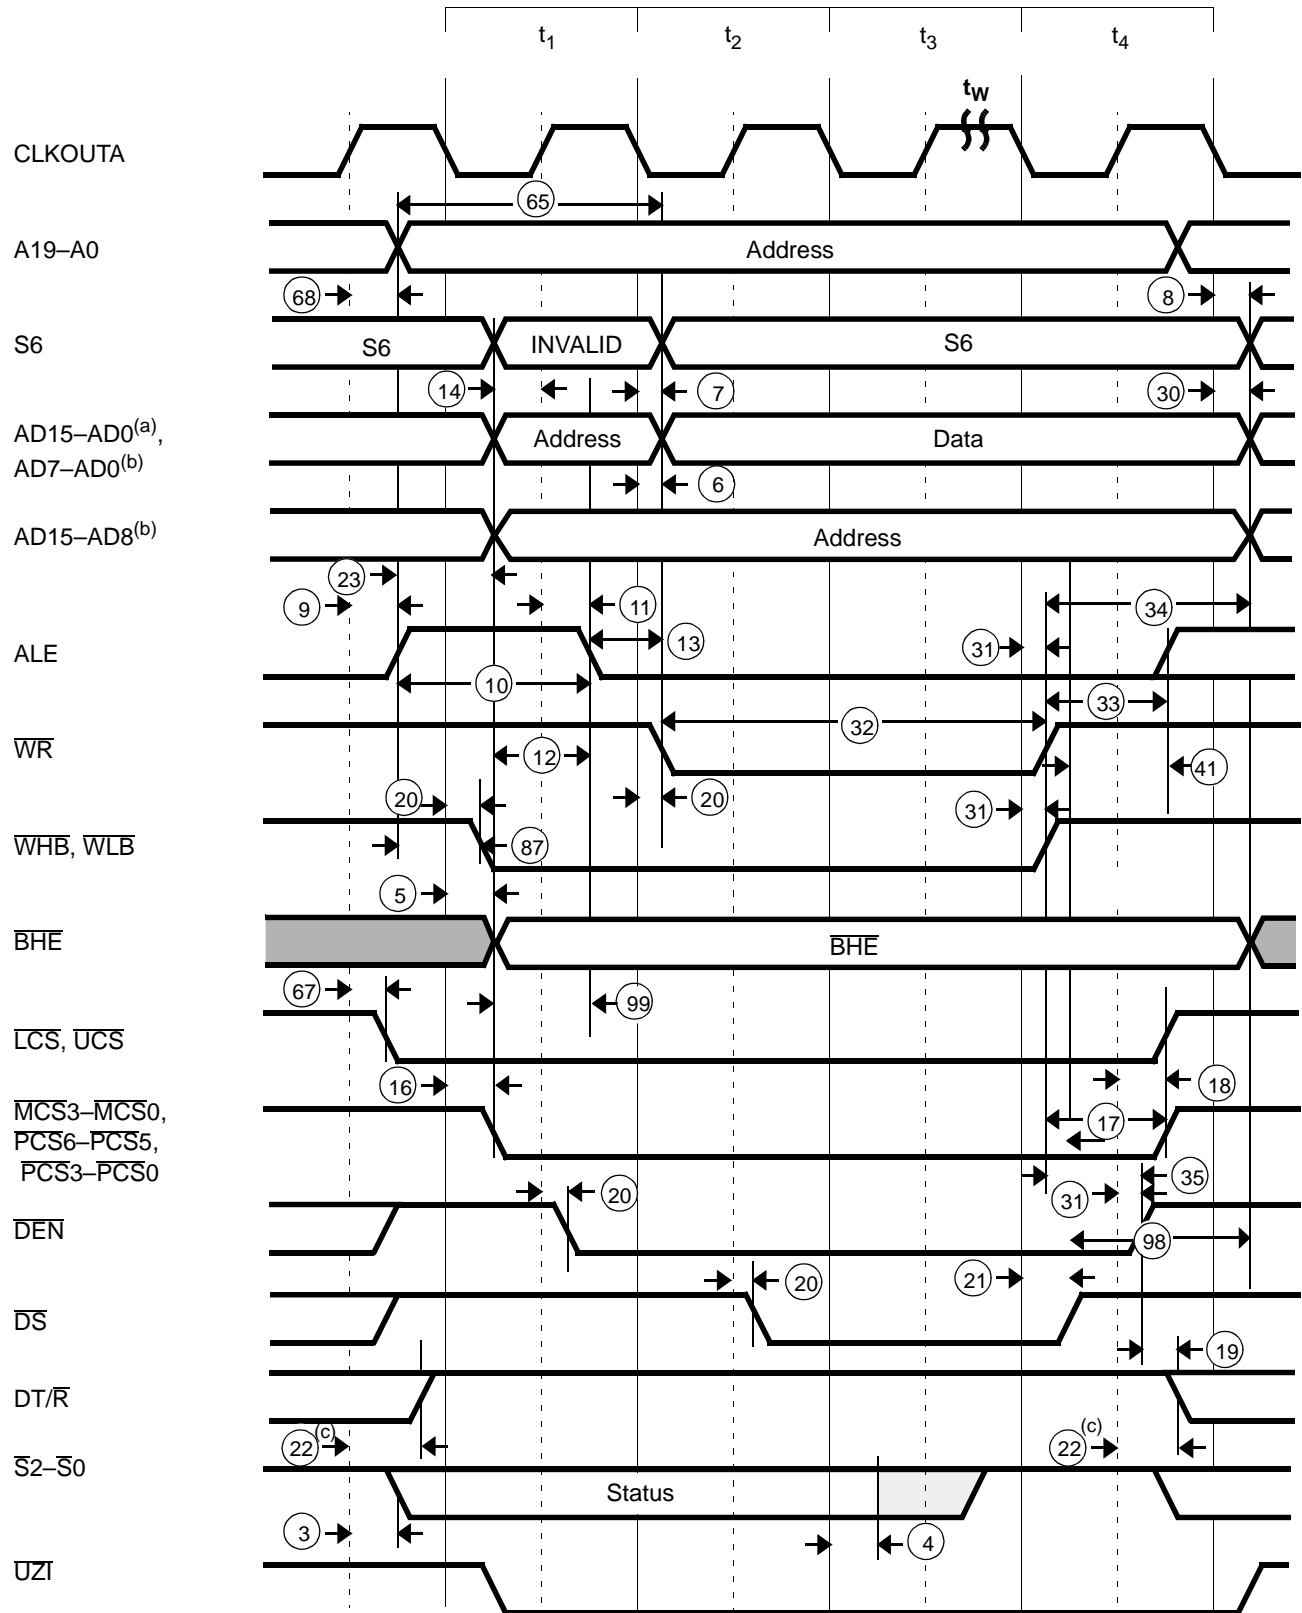 t1 t2 t3 t4
tW
CLKOUTA
65
A19–A0 Address
68 8
S6 S6 INVALID S6
14 7 30
AD15–AD0(a), Address Data
AD7–AD0(b)
6
AD15–AD8(b) Address
23
9 11 34
13
ALE 31
10
33
32
WR
12
41
20 20 31
WHB, WLB 87
5
BHE BHE
67 99
LCS, UCS
16 18
MCS3–MCS0, 17
PCS6–PCS5,
PCS3–PCS0
35
20 31
DEN 98
20 21
DS
19
DT/R
22(c) 22(c)
S2–S0
Status
3 4
UZI